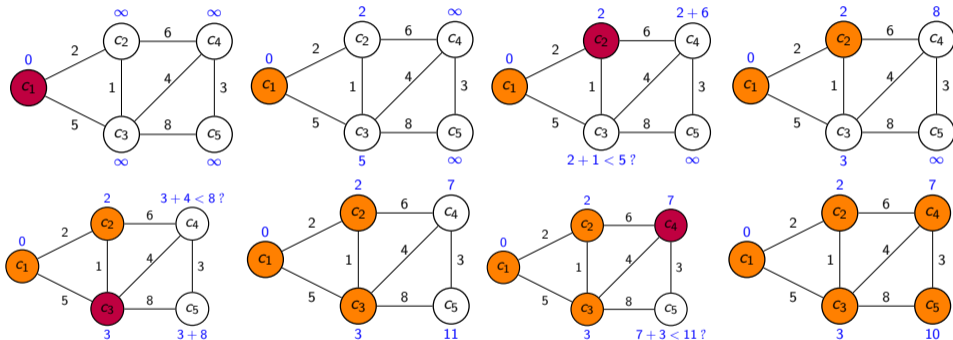 ∞ ∞
0 2 c₂ 6 c₄
c₁ 1 4 3
5 c₃ 8 c₅
∞ ∞
2 ∞
0 2 c₂ 6 c₄
c₁ 1 4 3
5 c₃ 8 c₅
5 ∞
2 2 + 6
0 2 c₂ 6 c₄
c₁ 1 4 3
5 c₃ 8 c₅
2 + 1 < 5 ? ∞
2 8
0 2 c₂ 6 c₄
c₁ 1 4 3
5 c₃ 8 c₅
3 ∞
2 3 + 4 < 8 ?
0 2 c₂ 6 c₄
c₁ 1 4 3
5 c₃ 8 c₅
3 3 + 8
2 7
0 2 c₂ 6 c₄
c₁ 1 4 3
5 c₃ 8 c₅
3 11
2 7
0 2 c₂ 6 c₄
c₁ 1 4 3
5 c₃ 8 c₅
3 7 + 3 < 11 ?
2 7
0 2 c₂ 6 c₄
c₁ 1 4 3
5 c₃ 8 c₅
3 10